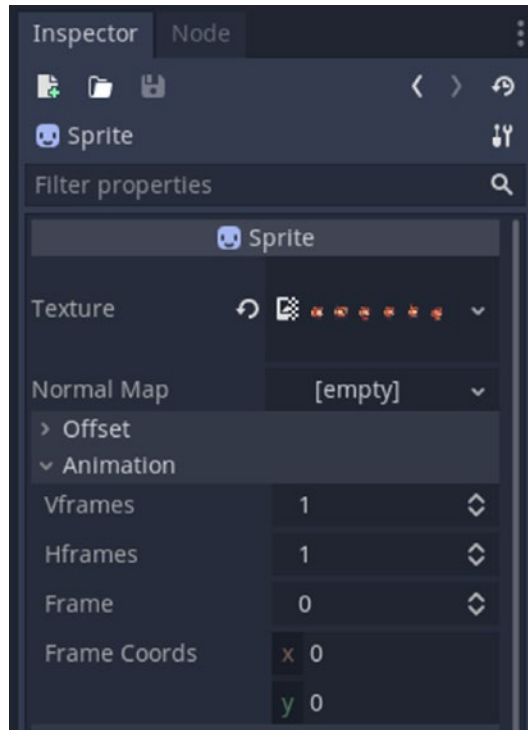 Inspector Node
Sprite
Filter properties
Sprite
Texture
Normal Map [empty]
Offset
Animation
Vframes 1
Hframes 1
Frame 0
Frame Coords x 0
y 0